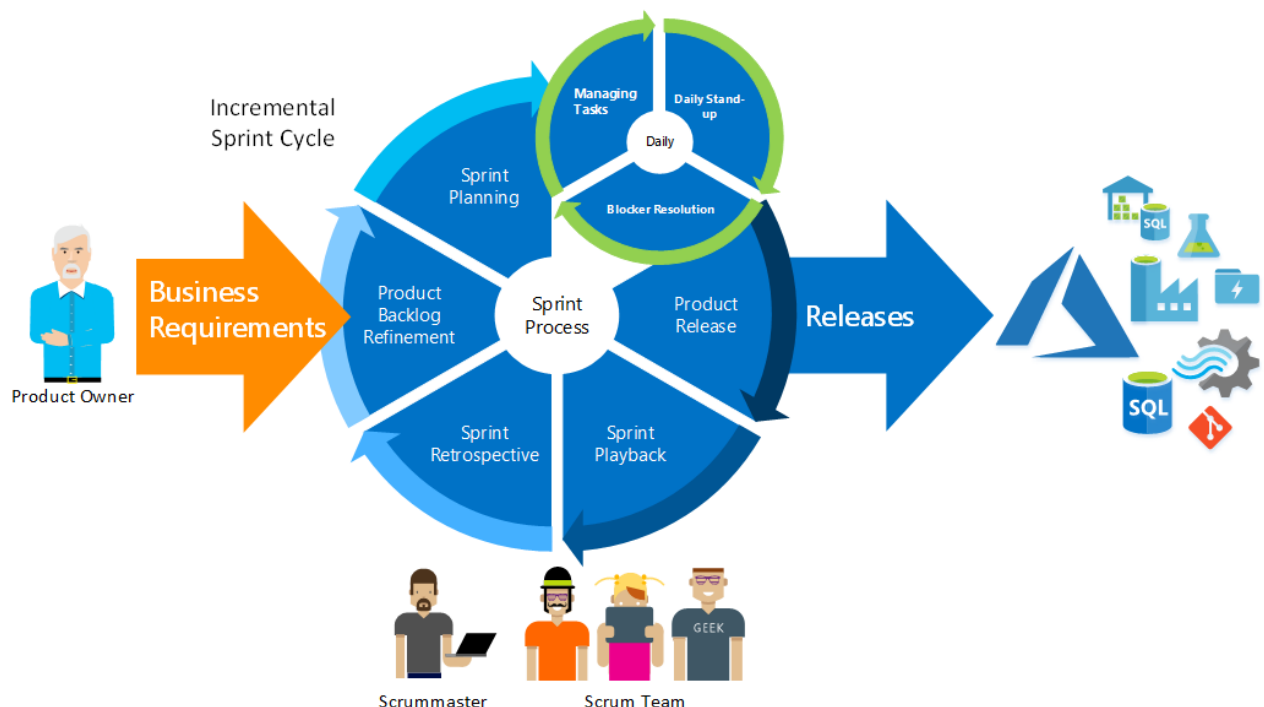 Incremental
Sprint Cycle
Managing
Tasks
Daily Stand-
up
Daily
Blocker Resolution
Sprint
Planning
Product
Backlog
Refinement
Sprint
Process
Product
Release
Sprint
Retrospective
Sprint
Playback
Business
Requirements
Releases
Product Owner
SQL
SQL
GEEK
Scrummaster
Scrum Team